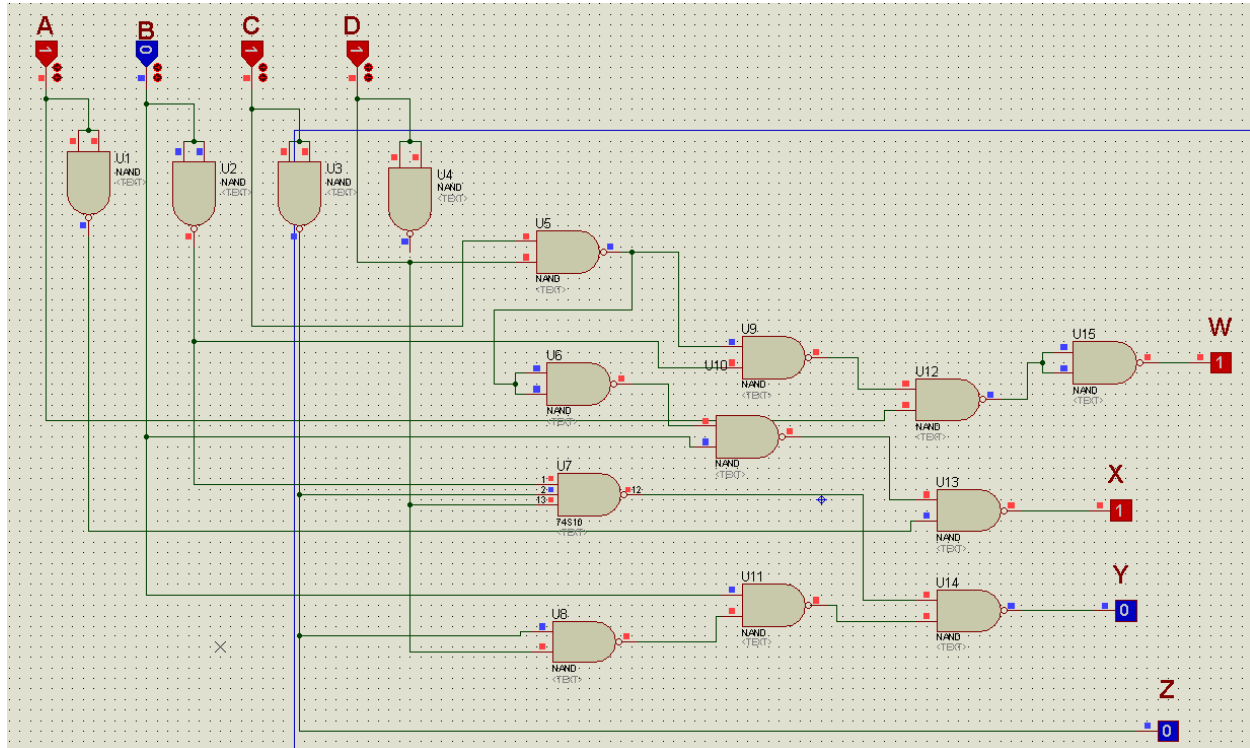 A
B
C
D
1
0
1
1
U1
NAND
<TEXT>
U2
NAND
<TEXT>
U3
NAND
<TEXT>
U4
NAND
<TEXT>
U5
NAND
<TEXT>
U6
NAND
<TEXT>
U9
U10
NAND
<TEXT>
NAND
<TEXT>
U12
NAND
<TEXT>
U15
NAND
<TEXT>
W
1
U7
1
2
13
12
74S10
<TEXT>
U13
NAND
<TEXT>
X
1
U8
NAND
<TEXT>
U11
NAND
<TEXT>
U14
NAND
<TEXT>
Y
0
Z
0